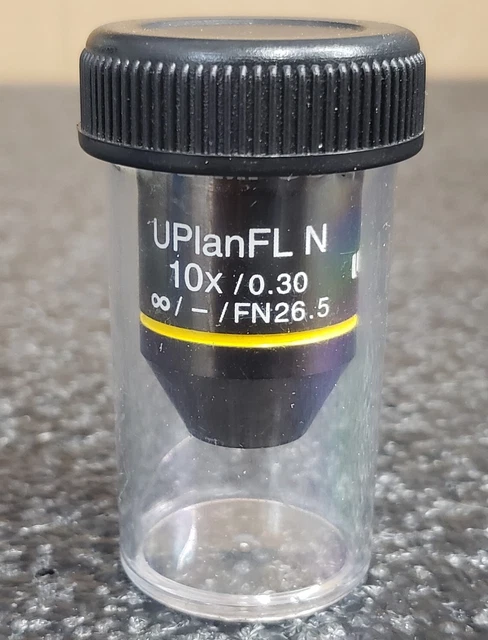 UPlanFL N
10x / 0.30
∞ / - / FN26.5